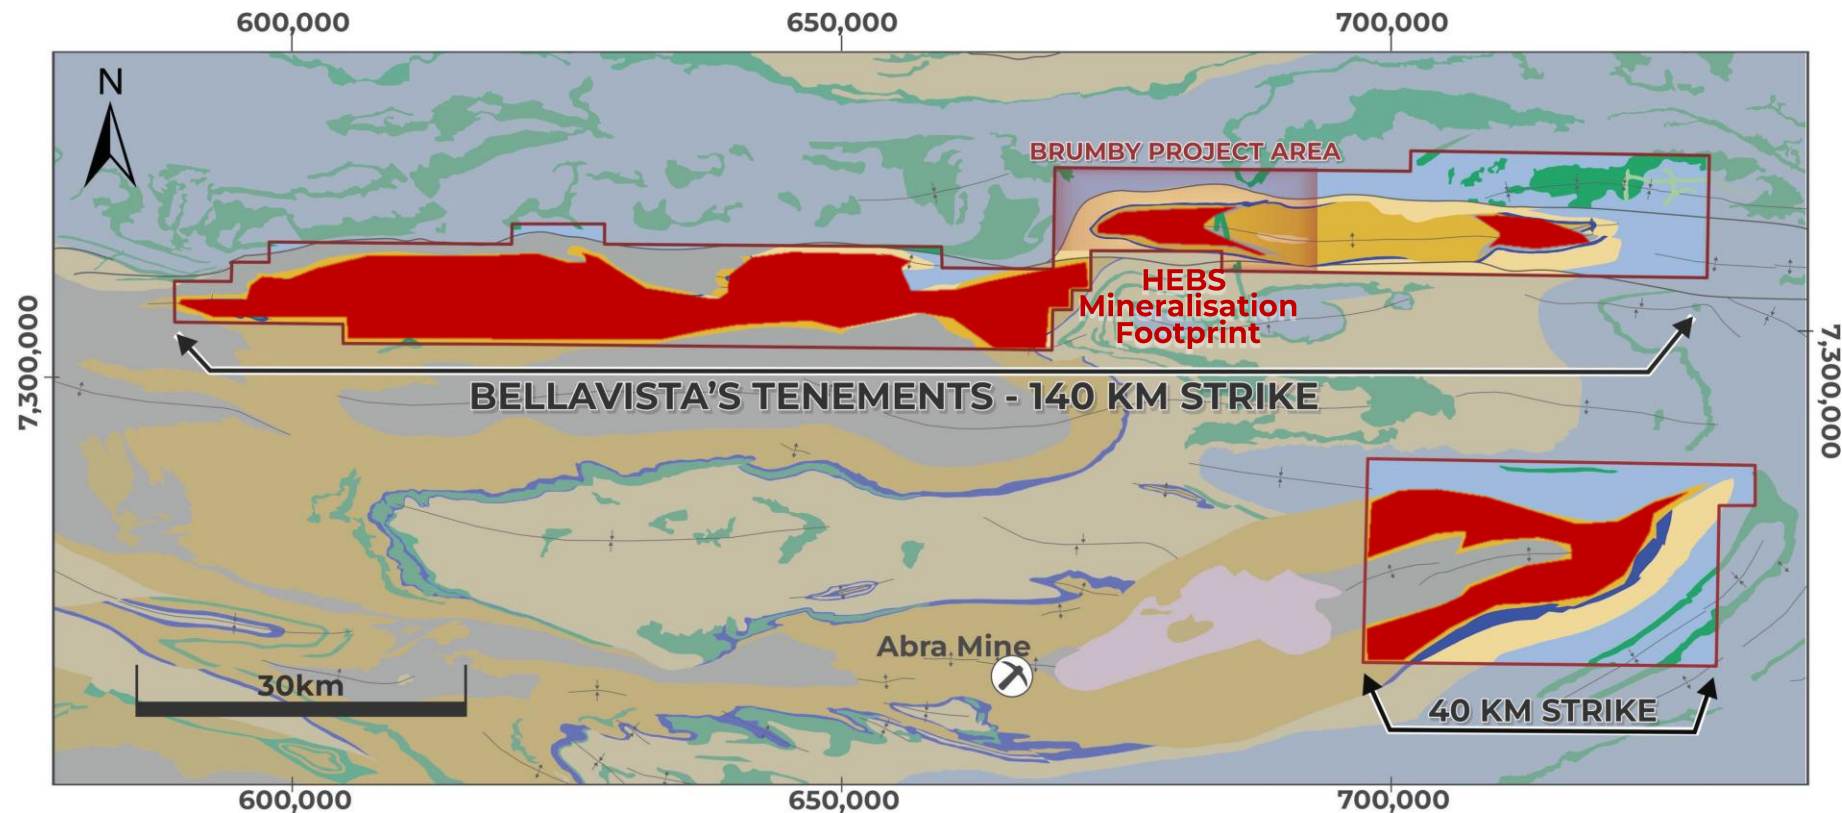 600,000 650,000 700,000
N
BRUMBY PROJECT AREA
HEBS
Mineralisation
Footprint
7,300,000 7,300,000
BELLAVISTA'S TENEMENTS - 140 KM STRIKE
Abra Mine
30km
40 KM STRIKE
600,000 650,000 700,000